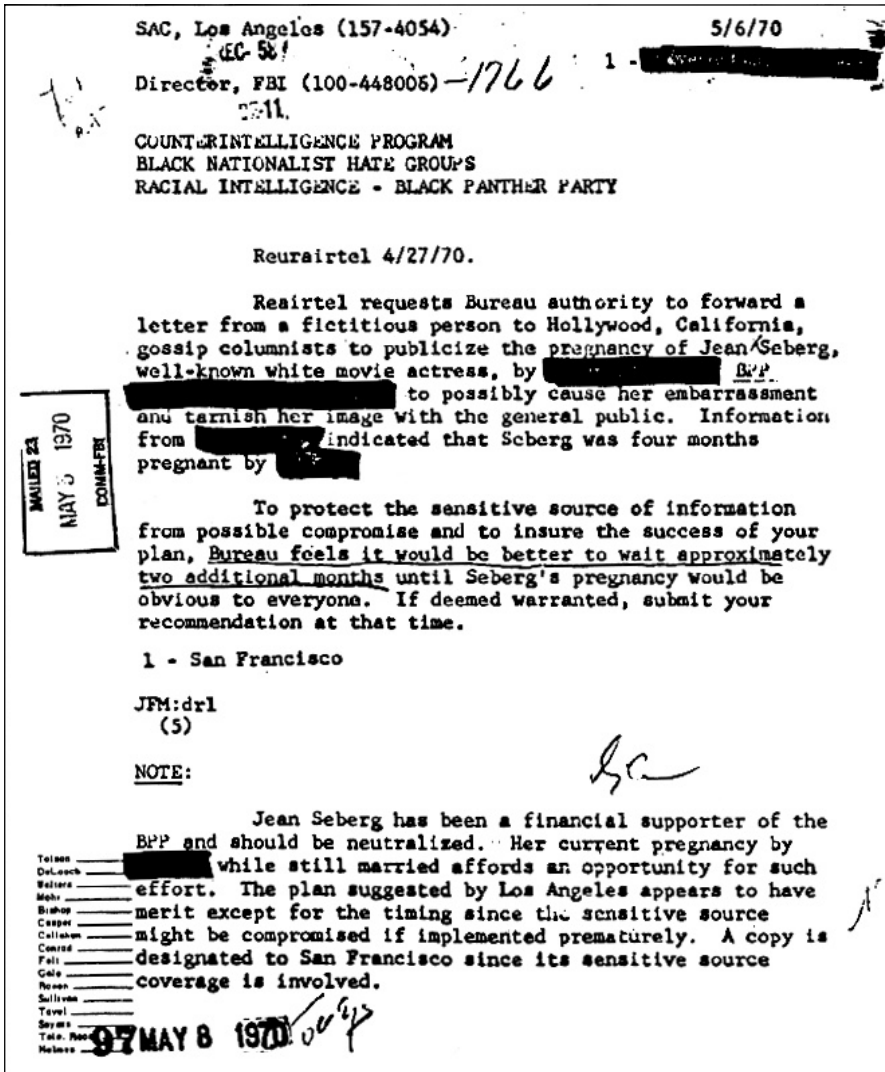 SAC, Los Angeles (157-4054) 5/6/70
REC-58
1 -
Director, FBI (100-448006) -1766
COUNTERINTELLIGENCE PROGRAM
BLACK NATIONALIST HATE GROUPS
RACIAL INTELLIGENCE - BLACK PANTHER PARTY
Reurairtel 4/27/70.
Reairtel requests Bureau authority to forward a
letter from a fictitious person to Hollywood, California,
gossip columnists to publicize the pregnancy of Jean Seberg,
well-known white movie actress, by BPP
to possibly cause her embarrassment
and tarnish her image with the general public. Information
from indicated that Seberg was four months
pregnant by
MAILED 23
MAY 5 1970
COMM-FBI
To protect the sensitive source of information
from possible compromise and to insure the success of your
plan, Bureau feels it would be better to wait approximately
two additional months until Seberg's pregnancy would be
obvious to everyone. If deemed warranted, submit your
recommendation at that time.
1 - San Francisco
JFM:drl
(5)
NOTE:
Jean Seberg has been a financial supporter of the
BPP and should be neutralized. Her current pregnancy by
while still married affords an opportunity for such
effort. The plan suggested by Los Angeles appears to have
merit except for the timing since the sensitive source
might be compromised if implemented prematurely. A copy is
designated to San Francisco since its sensitive source
coverage is involved.
Tolson
DeLoach
Walters
Mohr
Bishop
Casper
Callahan
Conrad
Felt
Gale
Rosen
Sullivan
Tavel
Soyars
Tele. Room
Holmes
97 MAY 8 1970